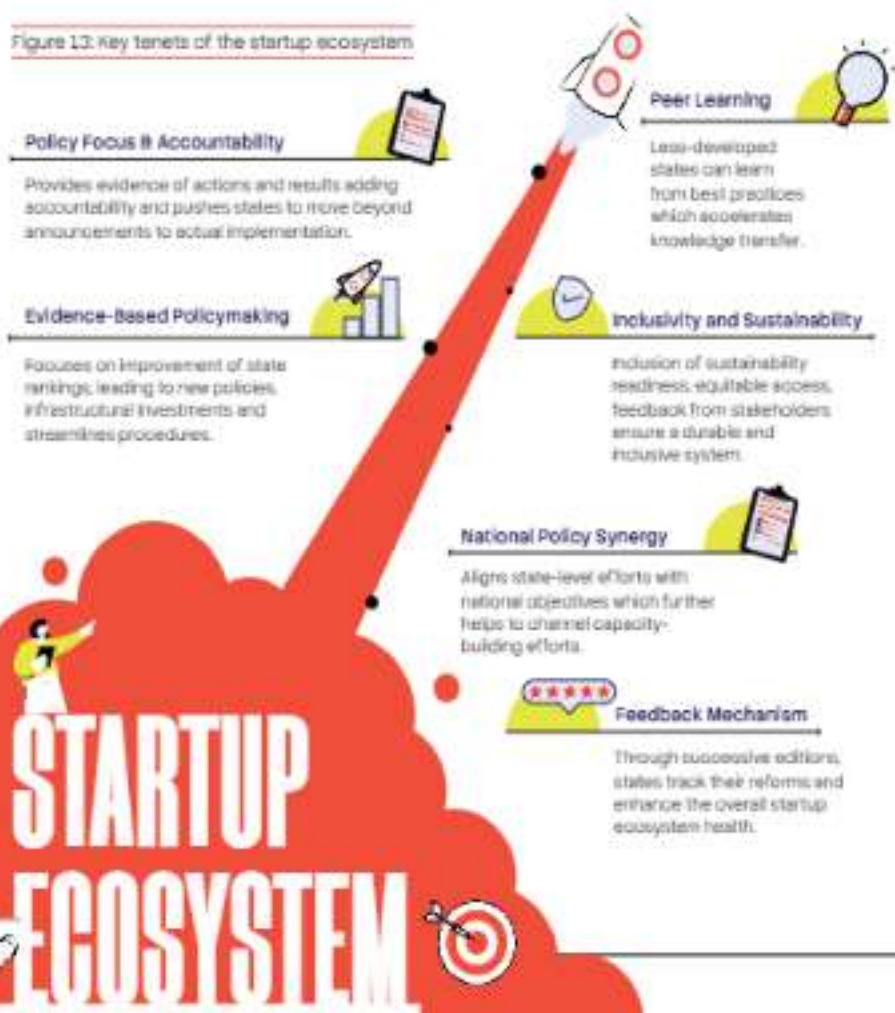 Figure 13: Key tenets of the startup ecosystem
Policy Focus & Accountability
Provides evidence of actions and results adding
accountability and pushes states to move beyond
announcements to actual implementation.
Evidence-Based Policymaking
Focuses on improvement of state
rankings, leading to new policies,
infrastructural investments and
streamlines procedures.
Peer Learning
Less-developed
states can learn
from best practices
which accelerates
knowledge transfer.
Inclusivity and Sustainability
Inclusion of sustainability
readiness, equitable access,
feedback from stakeholders
ensure a durable and
inclusive system.
National Policy Synergy
Aligns state-level efforts with
national objectives which further
helps to channel capacity-
building efforts.
Feedback Mechanism
Through successive editions,
states track their reforms and
enhance the overall startup
ecosystem health.
STARTUP
ECOSYSTEM